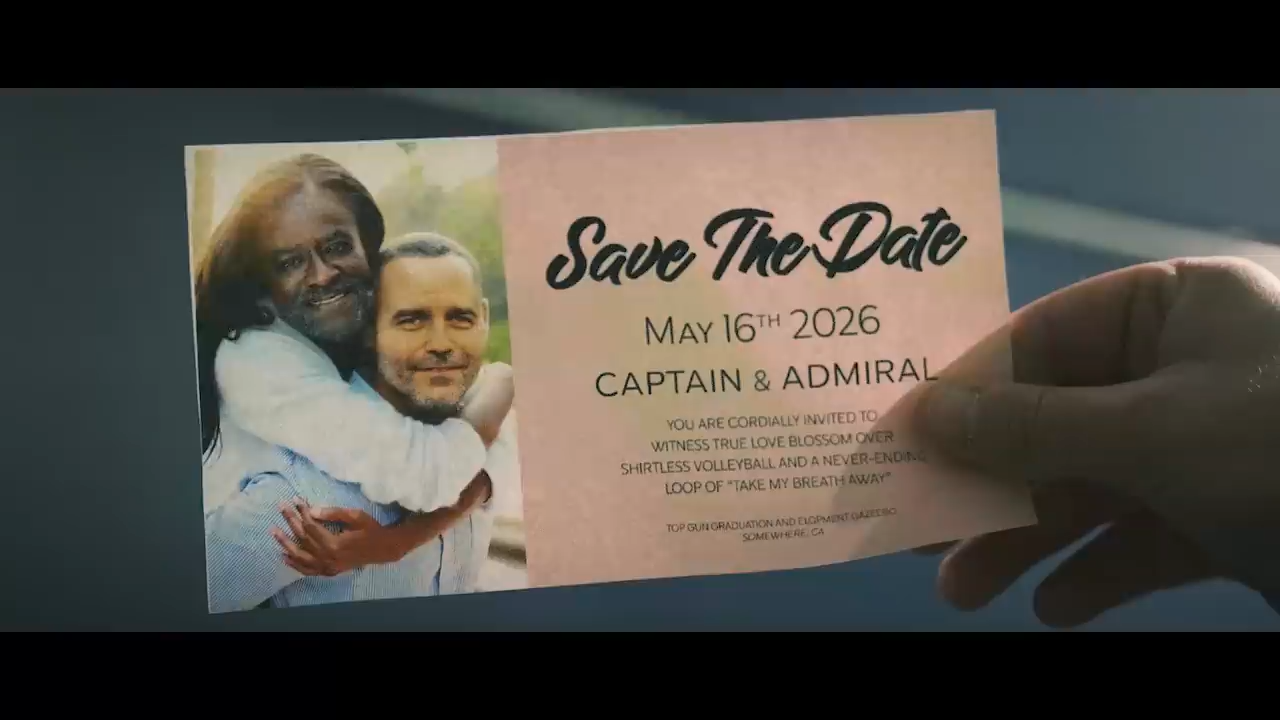 Save The Date
MAY 16TH 2026
CAPTAIN & ADMIRAL
YOU ARE CORDIALLY INVITED TO
WITNESS TRUE LOVE BLOSSOM OVER
SHIRTLESS VOLLEYBALL AND A NEVER-ENDING
LOOP OF "TAKE MY BREATH AWAY"
TOP GUN GRADUATION AND ELOPMENT GAZEEBO
SOMEWHERE, CA